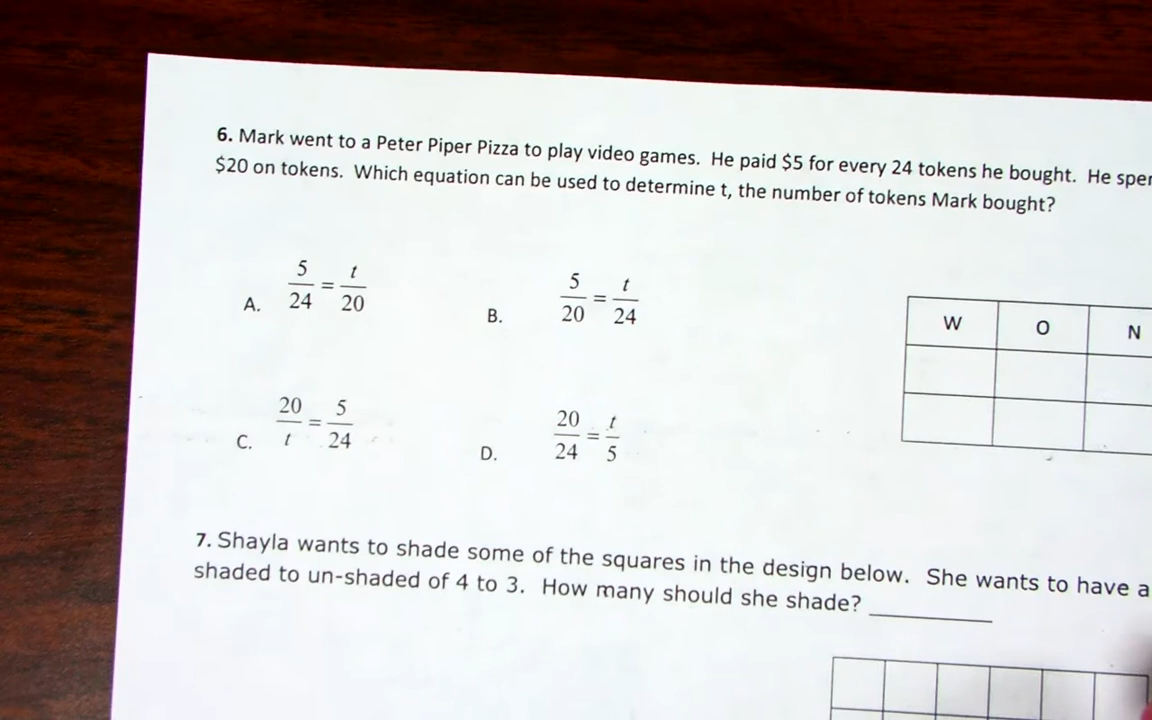 6. Mark went to a Peter Piper Pizza to play video games. He paid $5 for every 24 tokens he bought. He
$20 on tokens. Which equation can be used to determine t, the number of tokens Mark bought?
A. 5/24 = t/20
B. 5/20 = t/24
W O N
C. 20/t = 5/24
D. 20/24 = t/5
7. Shayla wants to shade some of the squares in the design below. She wants to have a
shaded to un-shaded of 4 to 3. How many should she shade?